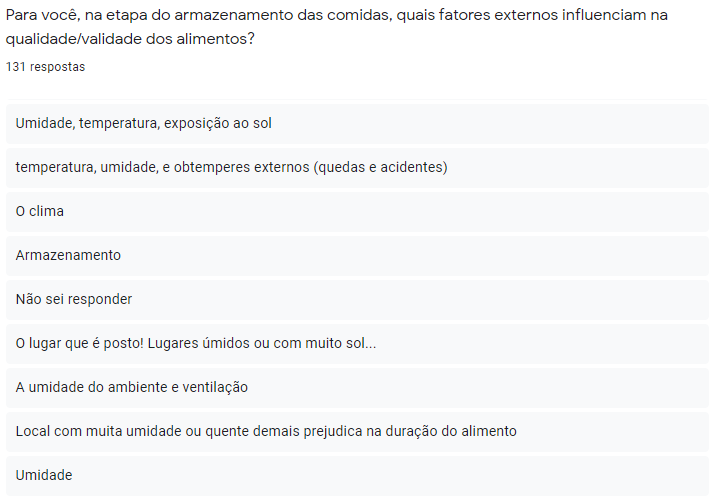 Para você, na etapa do armazenamento das comidas, quais fatores externos influenciam na
qualidade/validade dos alimentos?
131 respostas
Umidade, temperatura, exposição ao sol
temperatura, umidade, e obtemperes externos (quedas e acidentes)
O clima
Armazenamento
Não sei responder
O lugar que é posto! Lugares úmidos ou com muito sol...
A umidade do ambiente e ventilação
Local com muita umidade ou quente demais prejudica na duração do alimento
Umidade